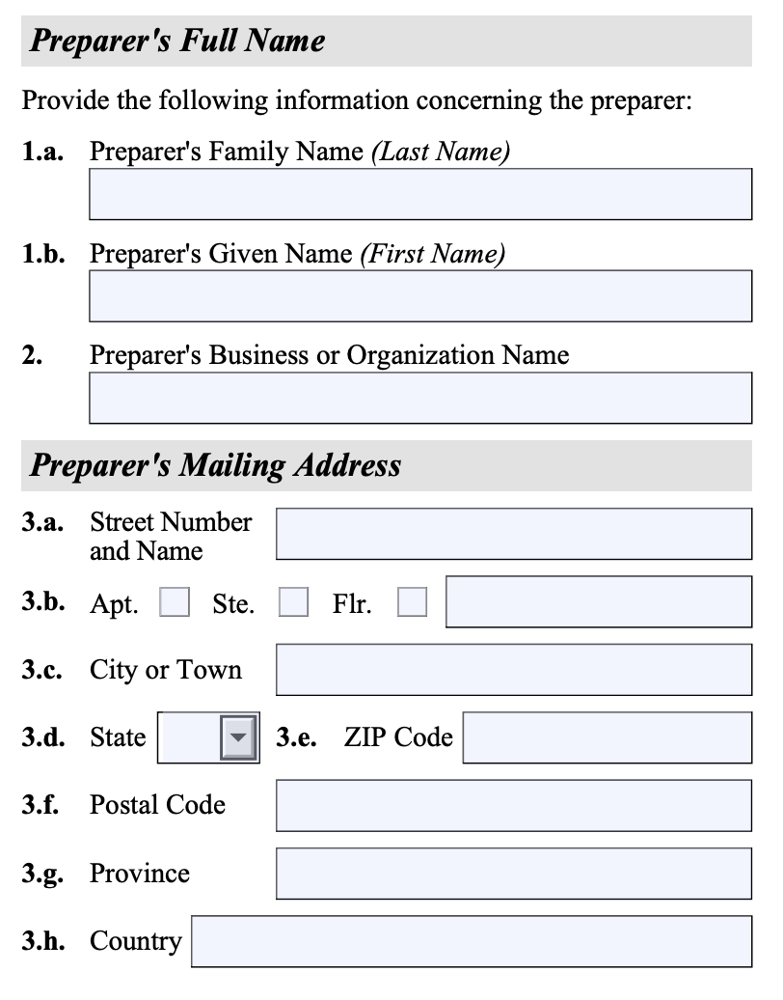 Preparer's Full Name
Provide the following information concerning the preparer:
1.a. Preparer's Family Name (Last Name)
1.b. Preparer's Given Name (First Name)
2. Preparer's Business or Organization Name
Preparer's Mailing Address
3.a. Street Number
and Name
3.b. Apt. Ste. Flr.
3.c. City or Town
3.d. State 3.e. ZIP Code
3.f. Postal Code
3.g. Province
3.h. Country